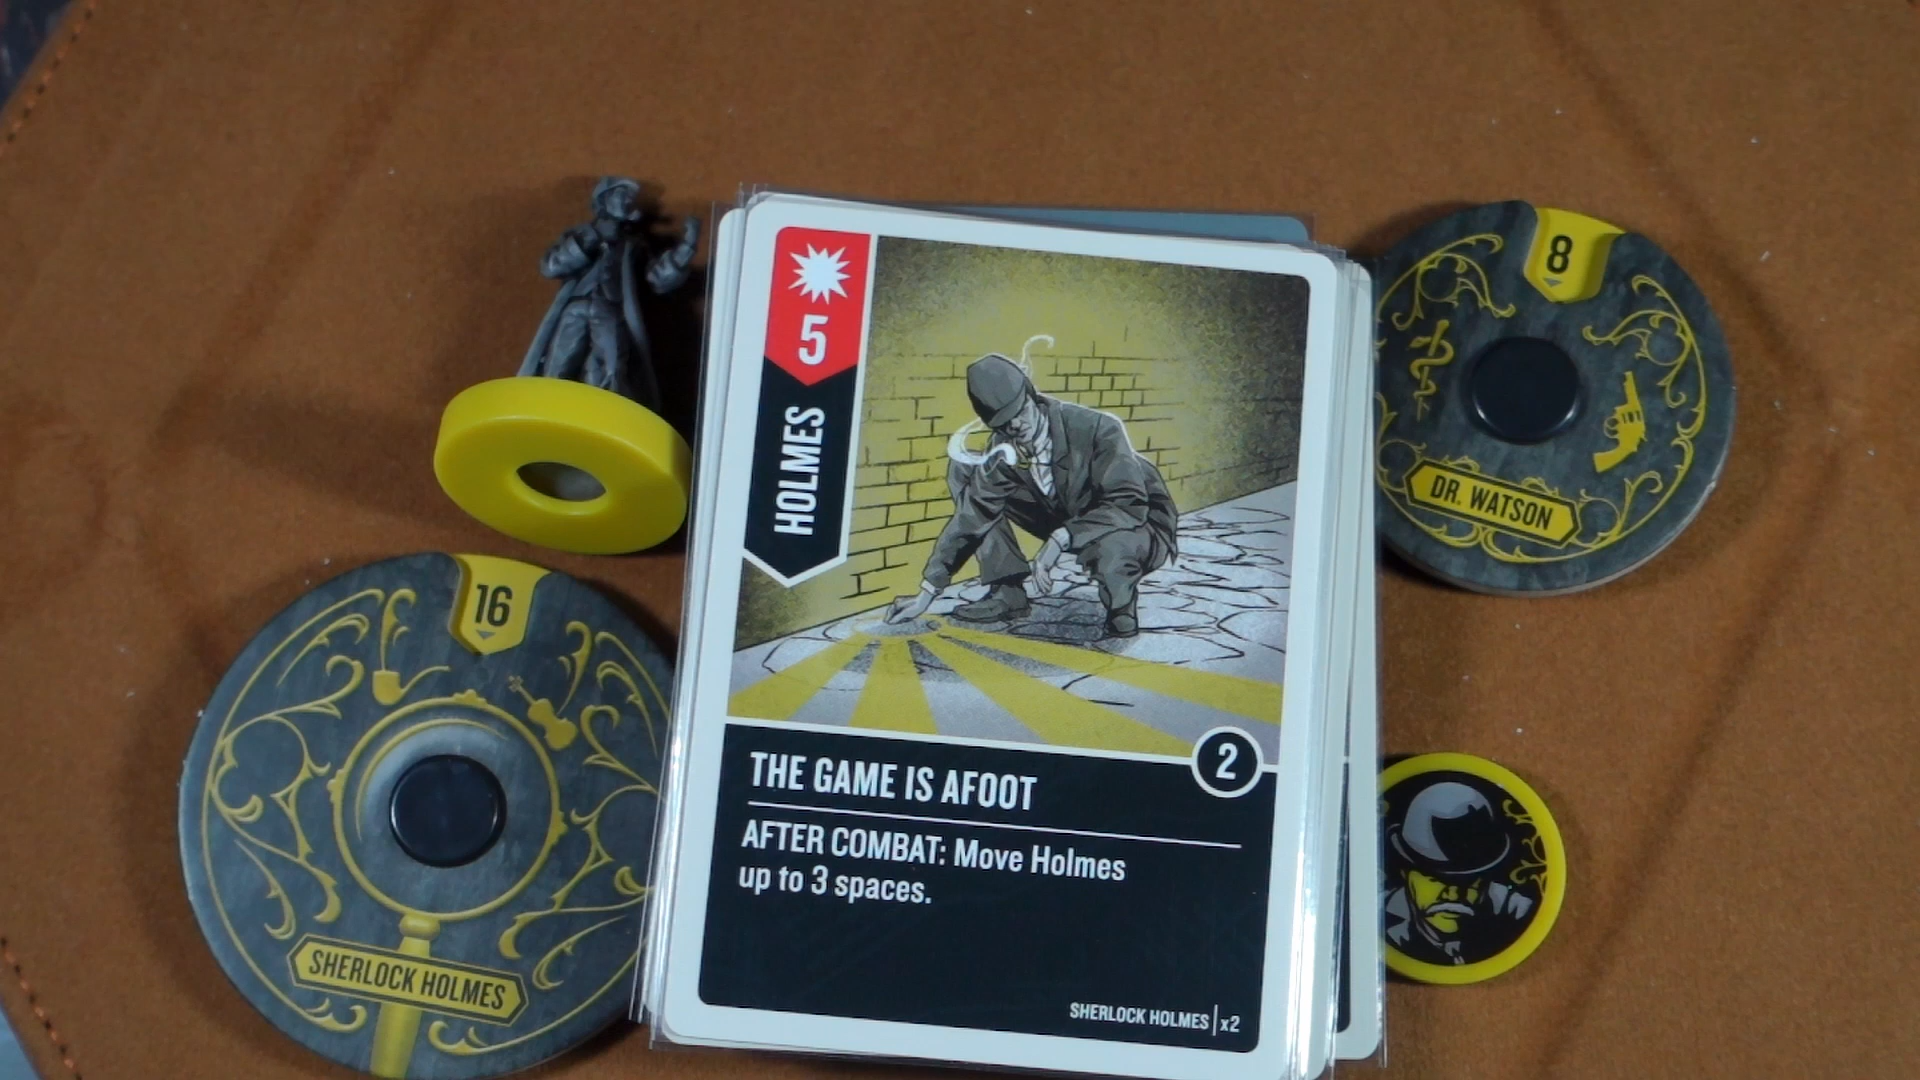 8
DR. WATSON
5
HOLMES
16
SHERLOCK HOLMES
2
THE GAME IS AFOOT
AFTER COMBAT: Move Holmes
up to 3 spaces.
SHERLOCK HOLMES | x2